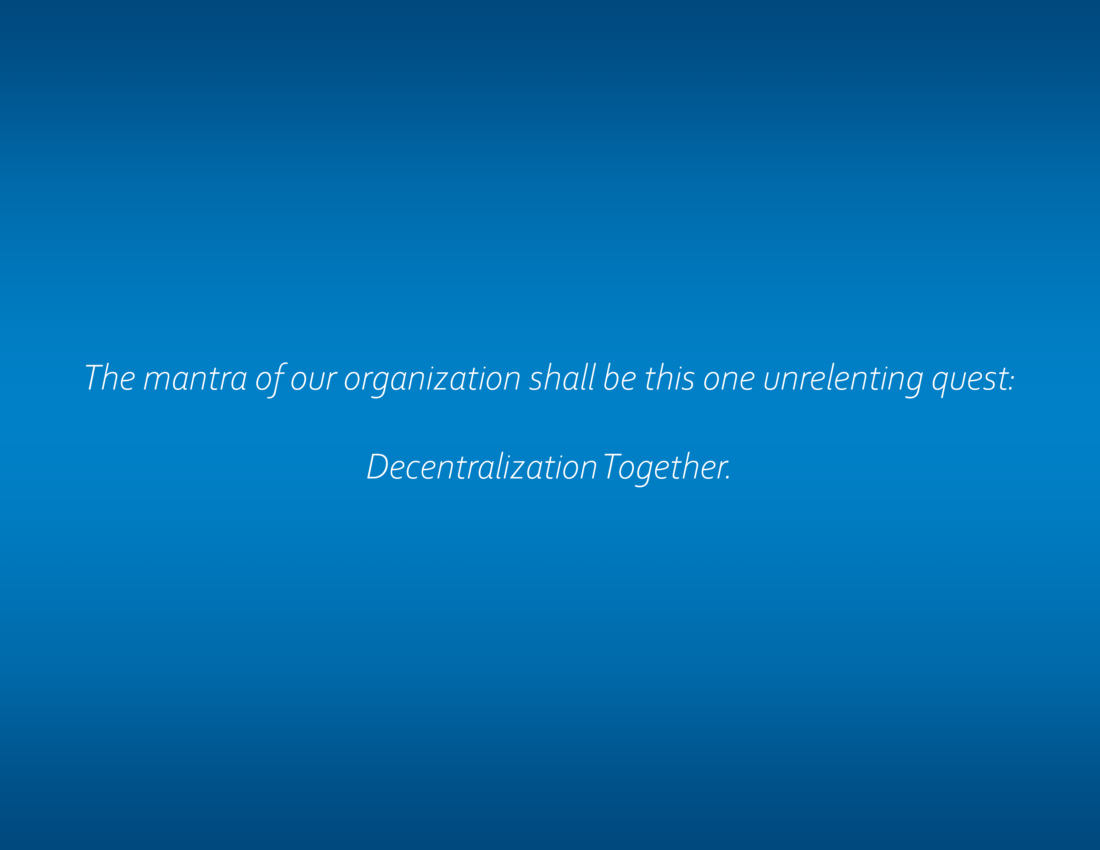 The mantra of our organization shall be this one unrelenting quest:
Decentralization Together.